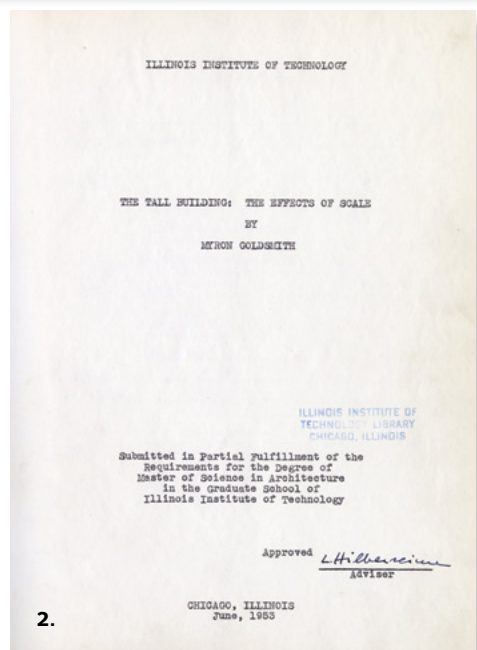 ILLINOIS INSTITUTE OF TECHNOLOGY
THE TALL BUILDING: THE EFFECTS OF SCALE
BY
MYRON GOLDSMITH
ILLINOIS INSTITUTE OF
TECHNOLOGY LIBRARY
CHICAGO, ILLINOIS
Submitted in Partial Fulfillment of the
Requirements for the Degree of
Master of Science in Architecture
in the Graduate School of
Illinois Institute of Technology
Approved L Hilberseimer
Adviser
CHICAGO, ILLINOIS
June, 1953
2.